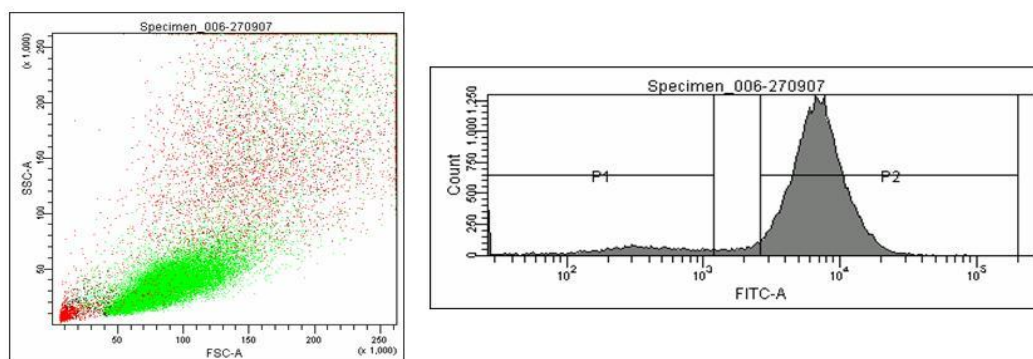 Specimen_006-270907
(x 1,000)
250
200
150
100
50
SSC-A
50 100 150 200 250
FSC-A
(x 1,000)
Specimen_006-270907
Count
1,250
1,000
750
500
250
0
P1
P2
10² 10³ 10⁴ 10⁵
FITC-A